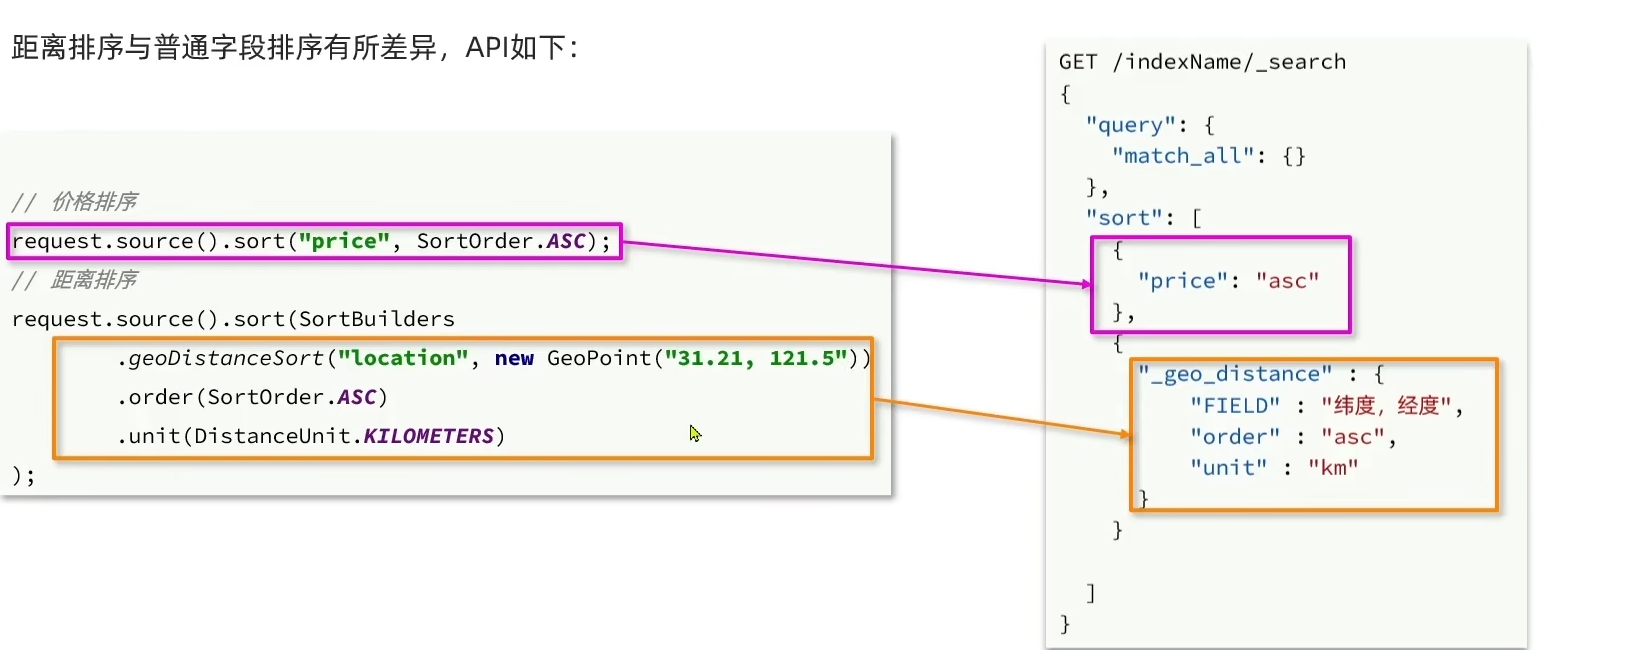 距离排序与普通字段排序有所差异，API如下：
// 价格排序
request.source().sort("price", SortOrder.ASC);
// 距离排序
request.source().sort(SortBuilders
.geoDistanceSort("location", new GeoPoint("31.21, 121.5"))
.order(SortOrder.ASC)
.unit(DistanceUnit.KILOMETERS)
);
GET /indexName/_search
{
"query": {
"match_all": {}
},
"sort": [
{
"price": "asc"
},
{
"_geo_distance" : {
"FIELD" : "纬度，经度",
"order" : "asc",
"unit" : "km"
}
}
]
}